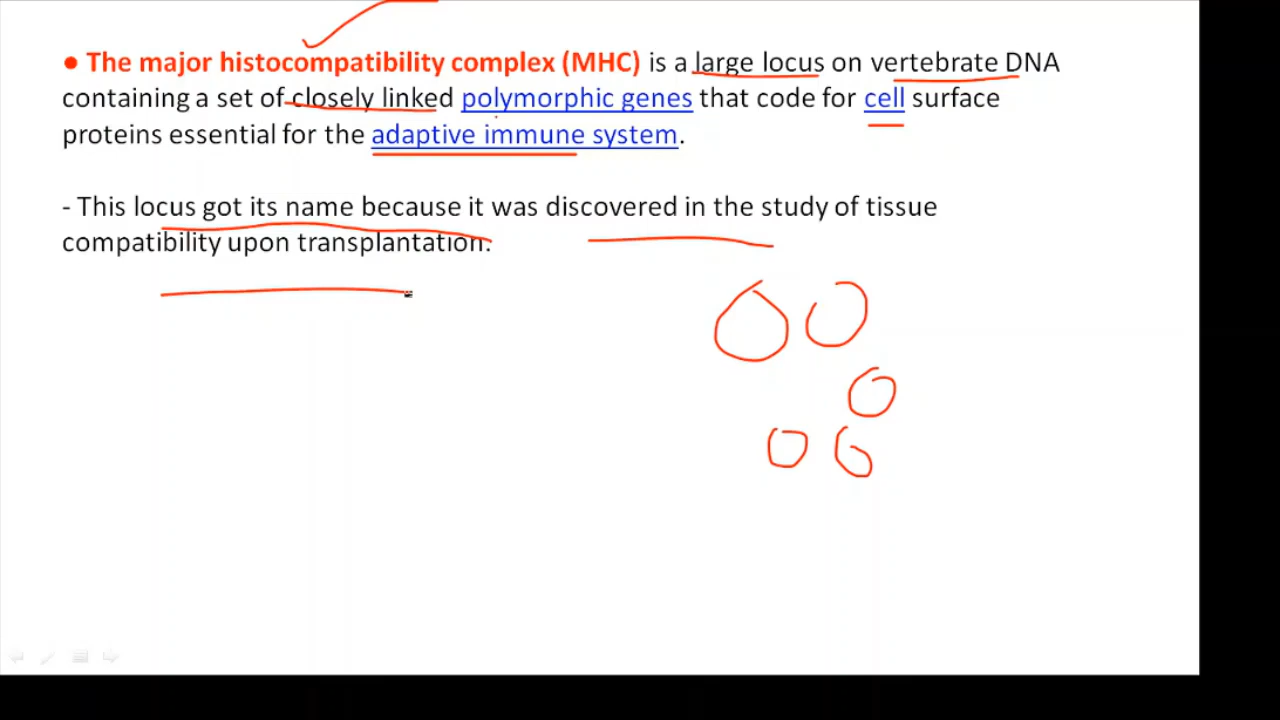 ● The major histocompatibility complex (MHC) is a large locus on vertebrate DNA
containing a set of closely linked polymorphic genes that code for cell surface
proteins essential for the adaptive immune system.
- This locus got its name because it was discovered in the study of tissue
compatibility upon transplantation.